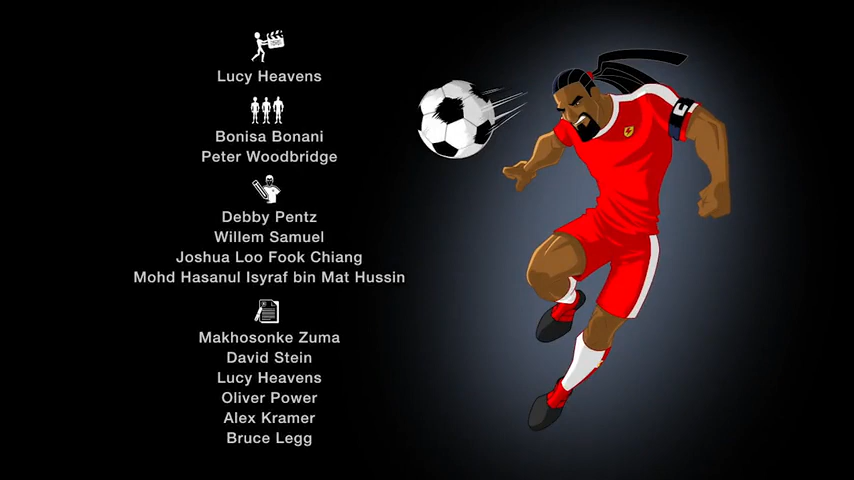 Lucy Heavens
Bonisa Bonani
Peter Woodbridge
Debby Pentz
Willem Samuel
Joshua Loo Fook Chiang
Mohd Hasanul Isyraf bin Mat Hussin
Makhosonke Zuma
David Stein
Lucy Heavens
Oliver Power
Alex Kramer
Bruce Legg
C